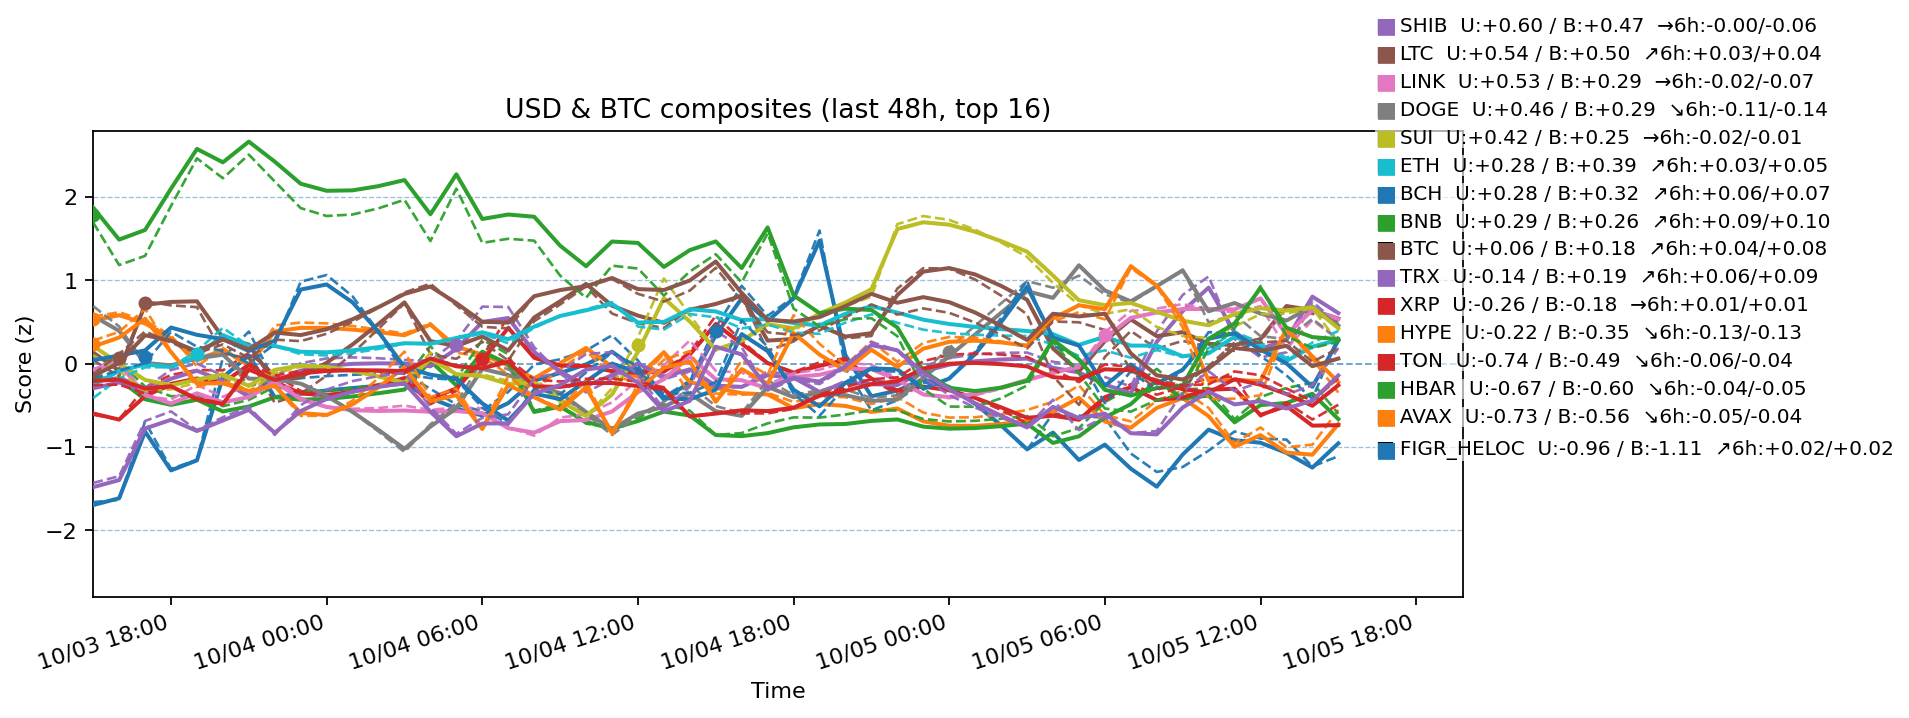 USD & BTC composites (last 48h, top 16)
SHIB  U:+0.60 / B:+0.47  →6h:-0.00/-0.06
LTC  U:+0.54 / B:+0.50  ↗6h:+0.03/+0.04
LINK  U:+0.53 / B:+0.29  →6h:-0.02/-0.07
DOGE  U:+0.46 / B:+0.29  ↘6h:-0.11/-0.14
SUI  U:+0.42 / B:+0.25  →6h:-0.02/-0.01
ETH  U:+0.28 / B:+0.39  ↗6h:+0.03/+0.05
BCH  U:+0.28 / B:+0.32  ↗6h:+0.06/+0.07
BNB  U:+0.29 / B:+0.26  ↗6h:+0.09/+0.10
BTC  U:+0.06 / B:+0.18  ↗6h:+0.04/+0.08
TRX  U:-0.14 / B:+0.19  ↗6h:+0.06/+0.09
XRP  U:-0.26 / B:-0.18  →6h:+0.01/+0.01
HYPE  U:-0.22 / B:-0.35  ↘6h:-0.13/-0.13
TON  U:-0.74 / B:-0.49  ↘6h:-0.06/-0.04
HBAR  U:-0.67 / B:-0.60  ↘6h:-0.04/-0.05
AVAX  U:-0.73 / B:-0.56  ↘6h:-0.05/-0.04
FIGR_HELOC  U:-0.96 / B:-1.11  ↗6h:+0.02/+0.02
Score (z)
2
1
0
−1
−2
10/03 18:00
10/04 00:00
10/04 06:00
10/04 12:00
10/04 18:00
10/05 00:00
10/05 06:00
10/05 12:00
10/05 18:00
Time